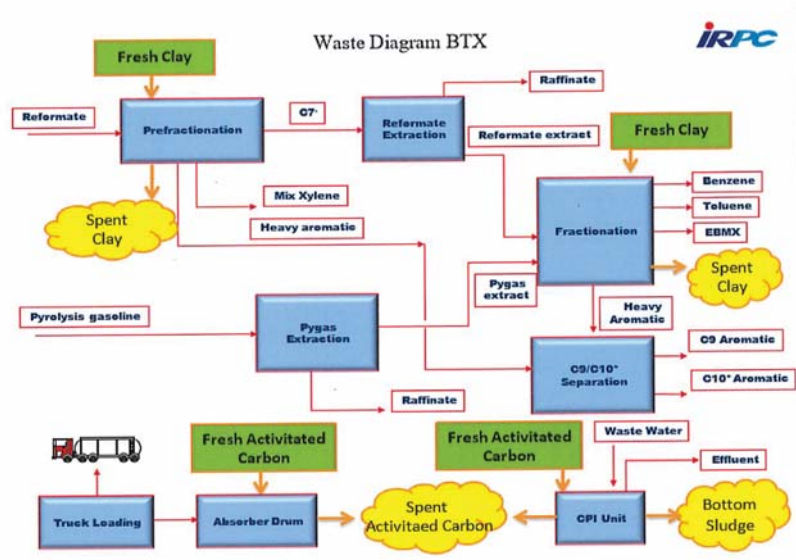 Waste Diagram BTX
iRPC
Fresh Clay
Raffinate
Reformate
Prefractionation
C7-
Reformate
Extraction
Reformate extract
Fresh Clay
Mix Xylene
Heavy aromatic
Spent
Clay
Fractionation
Benzene
Toluene
EBMX
Spent
Clay
Pygas
extract
Heavy
Aromatic
Pyrolysis gasoline
Pygas
Extraction
C9/C10+
Separation
C9 Aromatic
C10+ Aromatic
Raffinate
Fresh Activitated
Carbon
Fresh Activitated
Carbon
Waste Water
Effluent
Truck Loading
Absorber Drum
Spent
Activitaed Carbon
CPI Unit
Bottom
Sludge